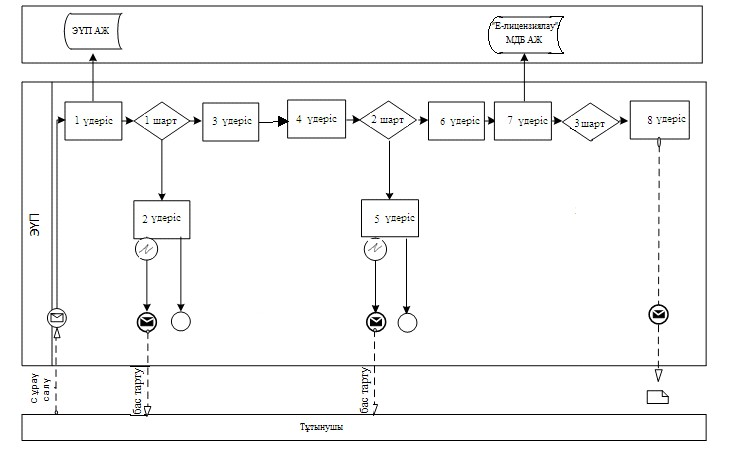 ЭҮП АЖ
"Е-лицензиялау"
МДБ АЖ
1 үдеріс
1 шарт
3 үдеріс
4 үдеріс
2 шарт
6 үдеріс
7 үдеріс
3 шарт
8 үдеріс
2 үдеріс
5 үдеріс
ЭҮП
Сұрау
салу
бас тарту
бас тарту
Тұтынушы